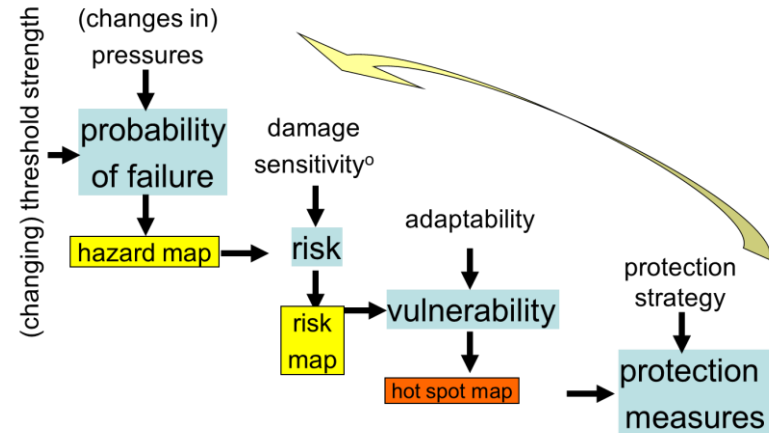 (changing) threshold strength
(changes in)
pressures
probability
of failure
hazard map
damage
sensitivityº
risk
risk
map
adaptability
vulnerability
hot spot map
protection
strategy
protection
measures